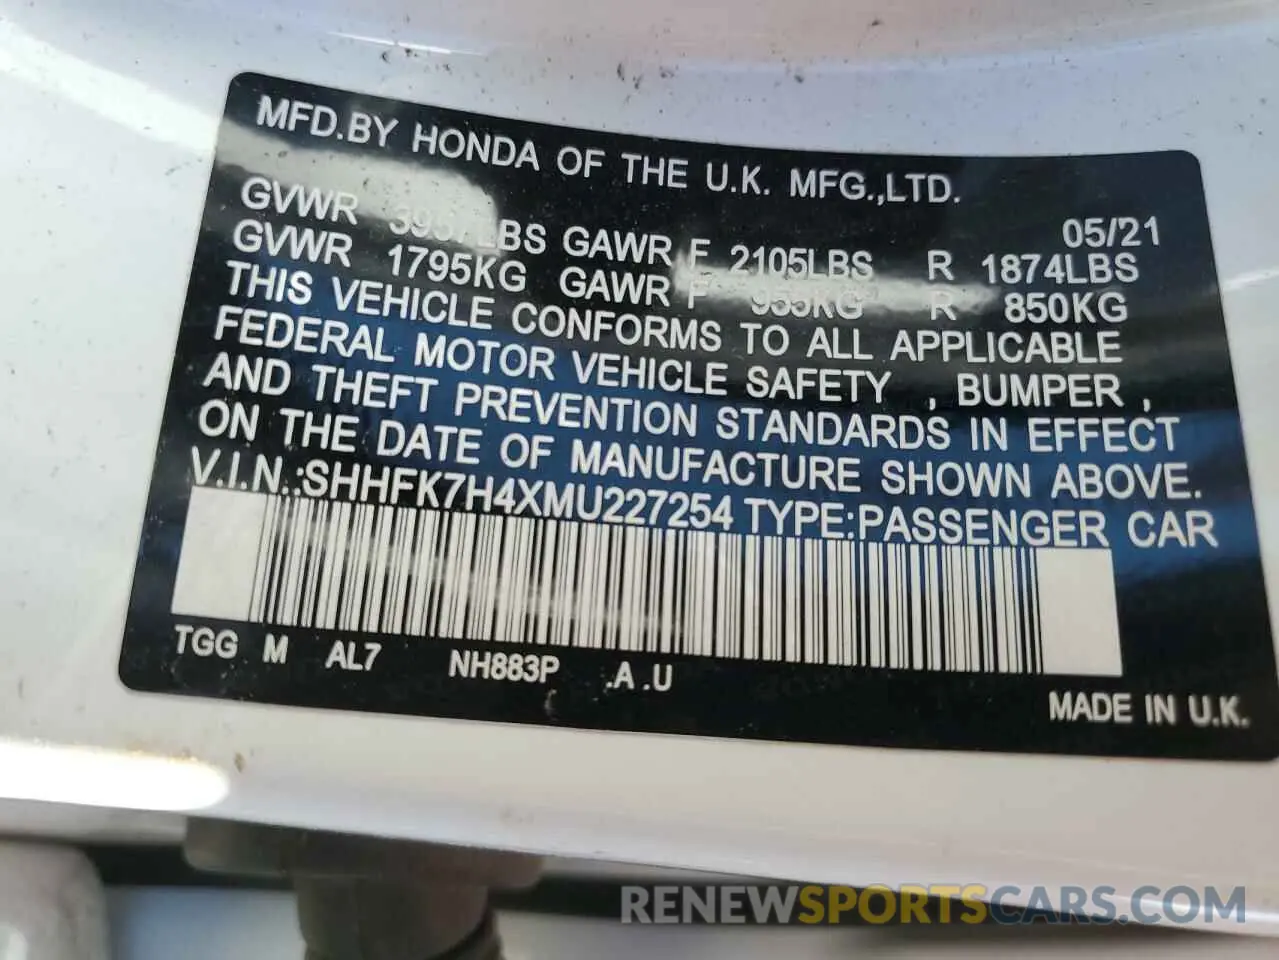 MFD.BY HONDA OF THE U.K. MFG.,LTD.
05/21
GVWR 3957LBS GAWR F 2105LBS R 1874LBS
GVWR 1795KG GAWR F 955KG R 850KG
THIS VEHICLE CONFORMS TO ALL APPLICABLE
FEDERAL MOTOR VEHICLE SAFETY , BUMPER ,
AND THEFT PREVENTION STANDARDS IN EFFECT
ON THE DATE OF MANUFACTURE SHOWN ABOVE.
V.I.N.:SHHFK7H4XMU227254 TYPE:PASSENGER CAR
TGG M AL7 NH883P .A .U
MADE IN U.K.
RENEWSPORTSCARS.COM